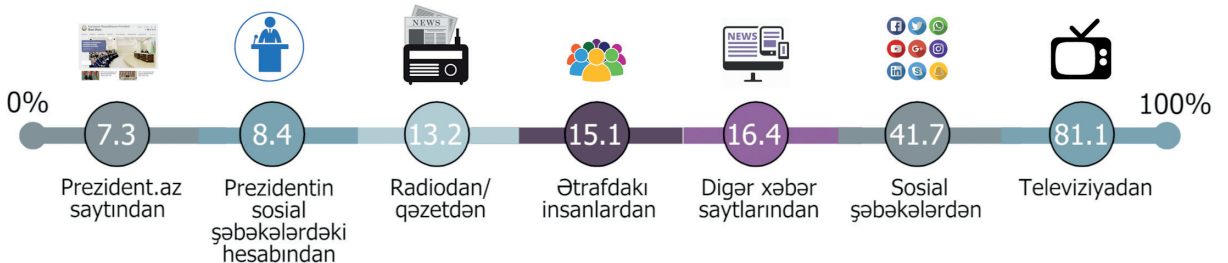 NEWS
NEWS
0%
100%
7.3
8.4
13.2
15.1
16.4
41.7
81.1
Prezident.az
saytından
Prezidentin
sosial
şəbəkələrdəki
hesabından
Radiodan/
qəzetdən
Ətrafdakı
insanlardan
Digər xəbər
saytlarından
Sosial
şəbəkələrdən
Televiziyadan